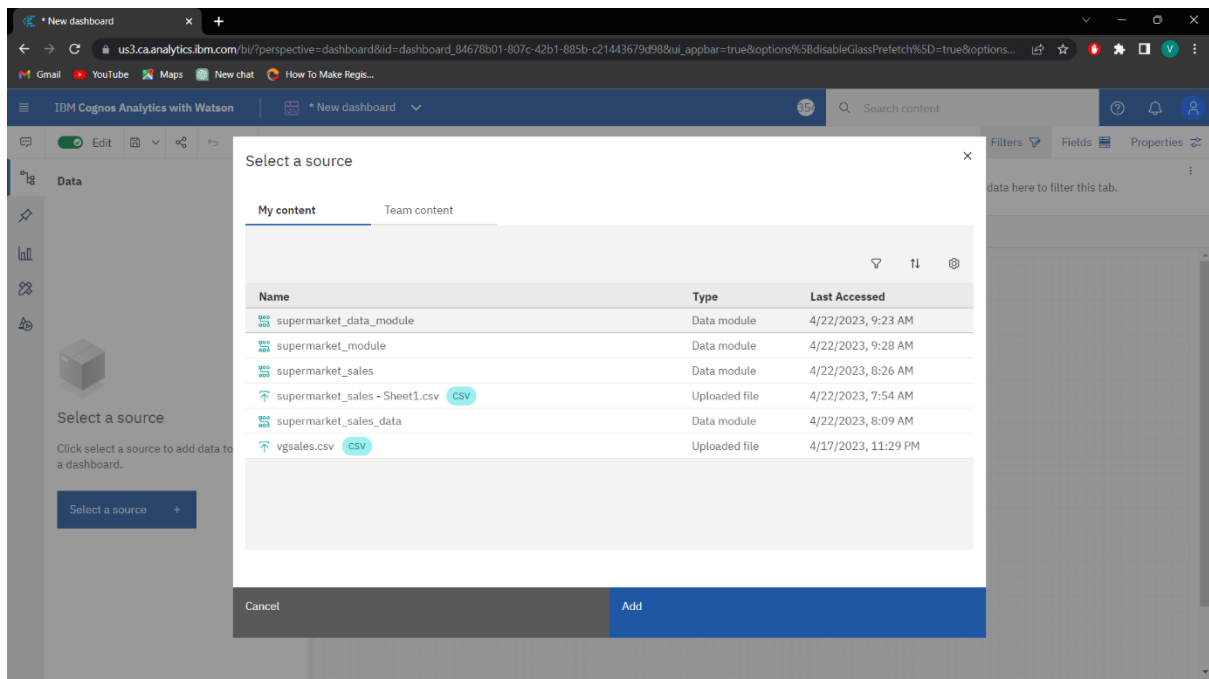 * New dashboard
us3.ca.analytics.ibm.com/bi/?perspective=dashboard&id=dashboard_84678b01-807c-42b1-885b-c21443679d98&ui_appbar=true&options%5BdisableGlassPrefetch%5D=true&options...
V
Gmail YouTube Maps New chat How To Make Regis...
IBM Cognos Analytics with Watson * New dashboard Search content
Edit Filters Fields Properties
Select a source
Data data here to filter this tab.
My content Team content
Name Type Last Accessed
supermarket_data_module Data module 4/22/2023, 9:23 AM
supermarket_module Data module 4/22/2023, 9:28 AM
supermarket_sales Data module 4/22/2023, 8:26 AM
supermarket_sales - Sheet1.csv CSV Uploaded file 4/22/2023, 7:54 AM
supermarket_sales_data Data module 4/22/2023, 8:09 AM
vgsales.csv CSV Uploaded file 4/17/2023, 11:29 PM
Select a source
Click select a source to add data to
a dashboard.
Select a source +
Cancel Add